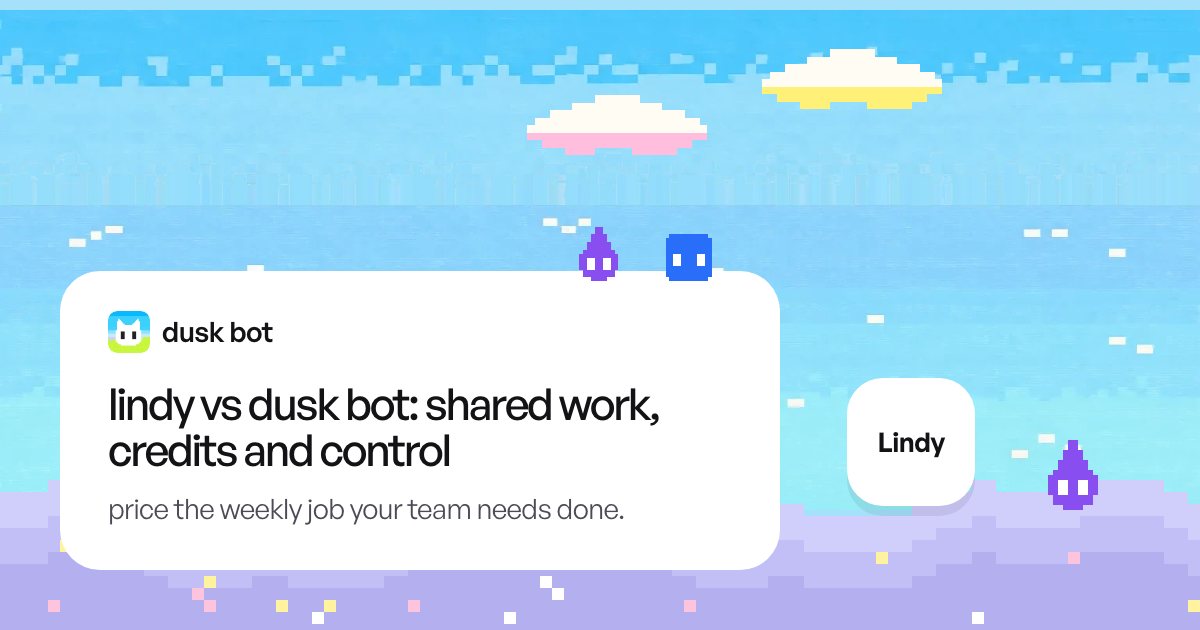 dusk bot
lindy vs dusk bot: shared work,
credits and control
price the weekly job your team needs done.
Lindy